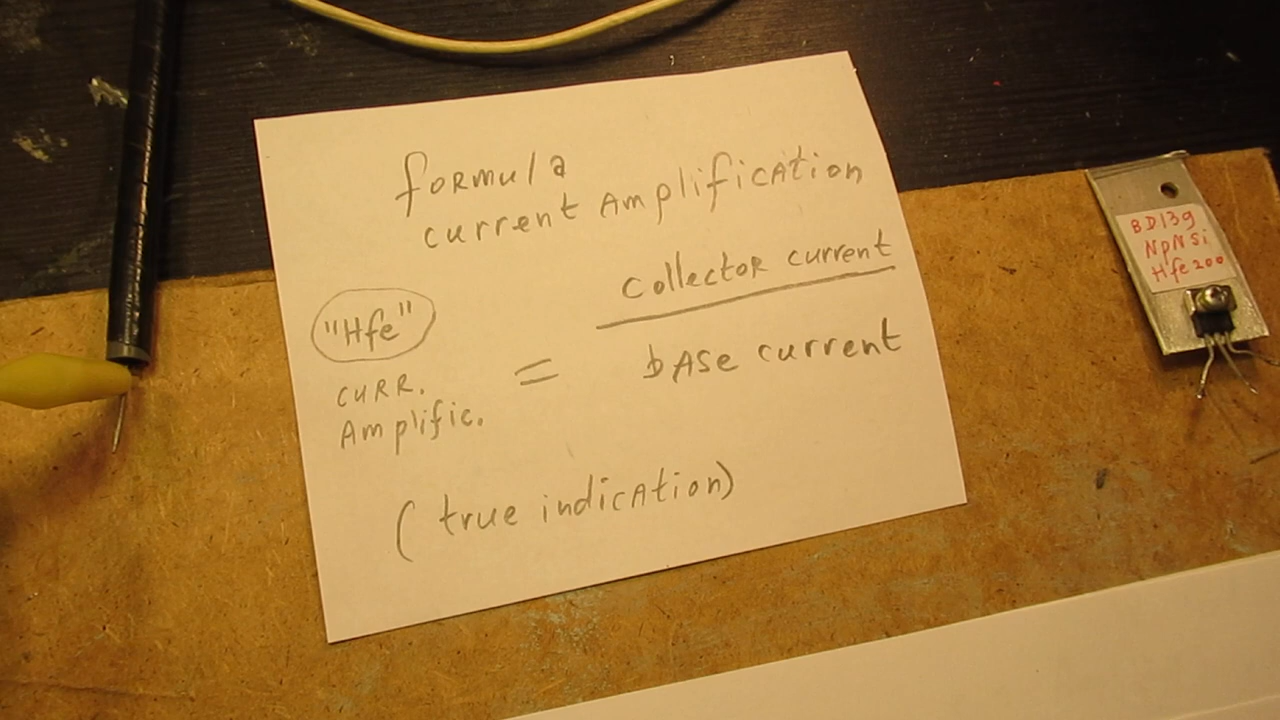 formula
current Amplification
"Hfe"
CURR.
Amplific.
=
collector current
base current
(true indication)
BD139
NpN Si
Hfe 200